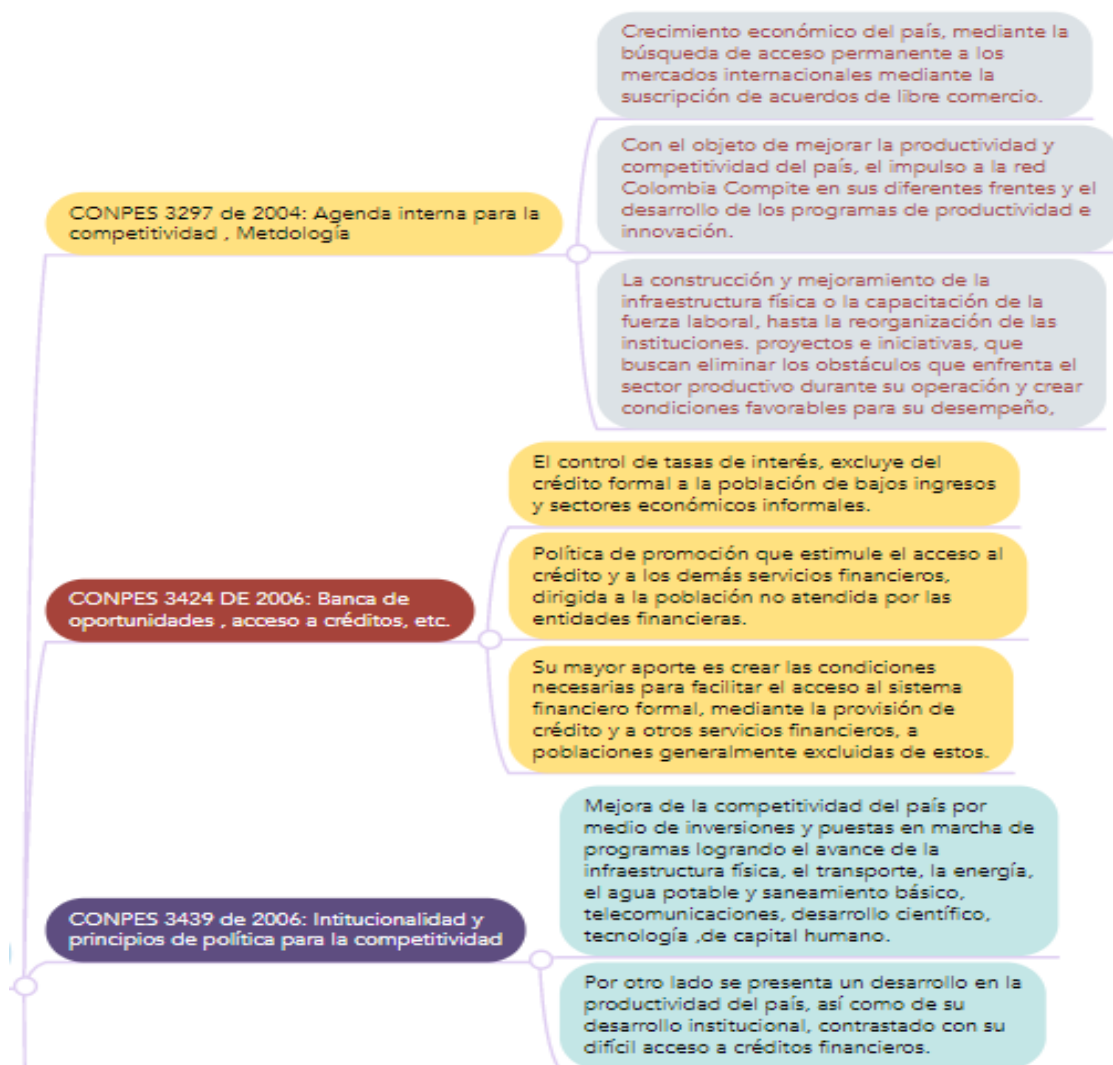 Crecimiento económico del país, mediante la
búsqueda de acceso permanente a los
mercados internacionales mediante la
suscripción de acuerdos de libre comercio.
Con el objeto de mejorar la productividad y
competitividad del país, el impulso a la red
Colombia Compite en sus diferentes frentes y el
desarrollo de los programas de productividad e
innovación.
CONPES 3297 de 2004: Agenda interna para la
competitividad , Metdología
La construcción y mejoramiento de la
infraestructura física o la capacitación de la
fuerza laboral, hasta la reorganización de las
instituciones. proyectos e iniciativas, que
buscan eliminar los obstáculos que enfrenta el
sector productivo durante su operación y crear
condiciones favorables para su desempeño,
El control de tasas de interés, excluye del
crédito formal a la población de bajos ingresos
y sectores económicos informales.
Política de promoción que estimule el acceso al
crédito y a los demás servicios financieros,
dirigida a la población no atendida por las
entidades financieras.
CONPES 3424 DE 2006: Banca de
oportunidades , acceso a créditos, etc.
Su mayor aporte es crear las condiciones
necesarias para facilitar el acceso al sistema
financiero formal, mediante la provisión de
crédito y a otros servicios financieros, a
poblaciones generalmente excluidas de estos.
Mejora de la competitividad del país por
medio de inversiones y puestas en marcha de
programas logrando el avance de la
infraestructura física, el transporte, la energía,
el agua potable y saneamiento básico,
telecomunicaciones, desarrollo científico,
tecnología ,de capital humano.
CONPES 3439 de 2006: Intitucionalidad y
principios de política para la competitividad
Por otro lado se presenta un desarrollo en la
productividad del país, así como de su
desarrollo institucional, contrastado con su
difícil acceso a créditos financieros.